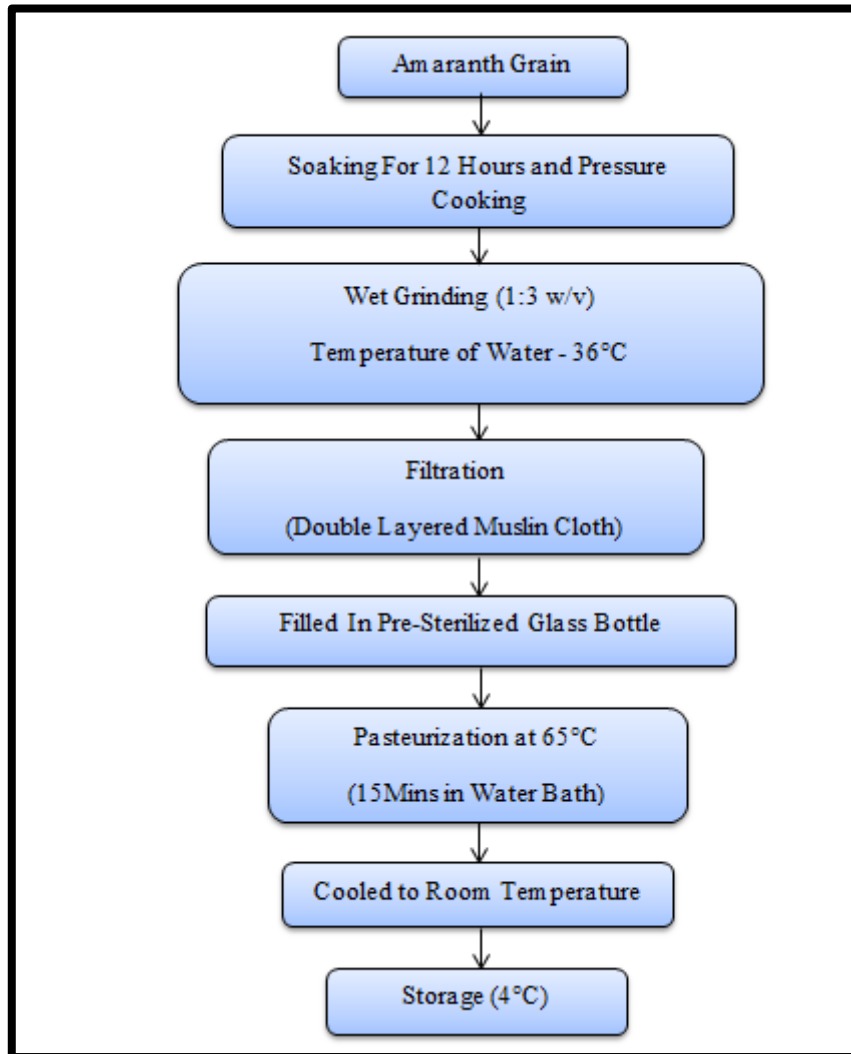 Amaranth Grain
Soaking For 12 Hours and Pressure
Cooking
Wet Grinding (1:3 w/v)
Temperature of Water - 36°C
Filtration
(Double Layered Muslin Cloth)
Filled In Pre-Sterilized Glass Bottle
Pasteurization at 65°C
(15Mins in Water Bath)
Cooled to Room Temperature
Storage (4°C)